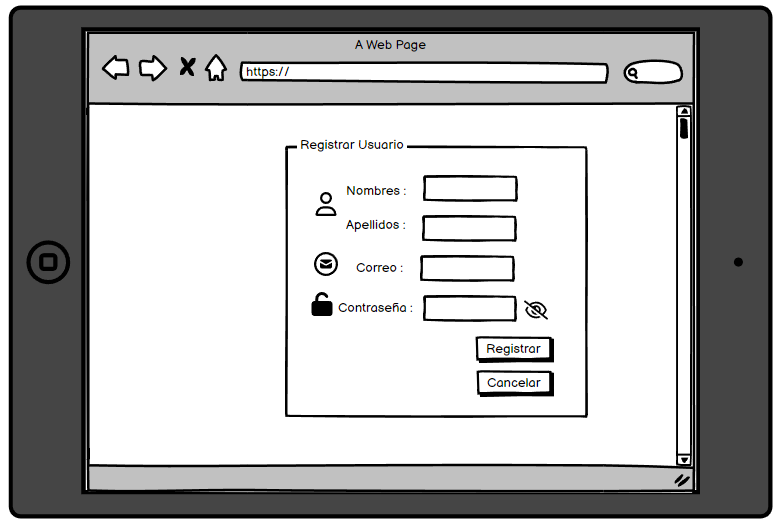 A Web Page
https://
Registrar Usuario
Nombres :
Apellidos :
Correo :
Contraseña :
Registrar
Cancelar